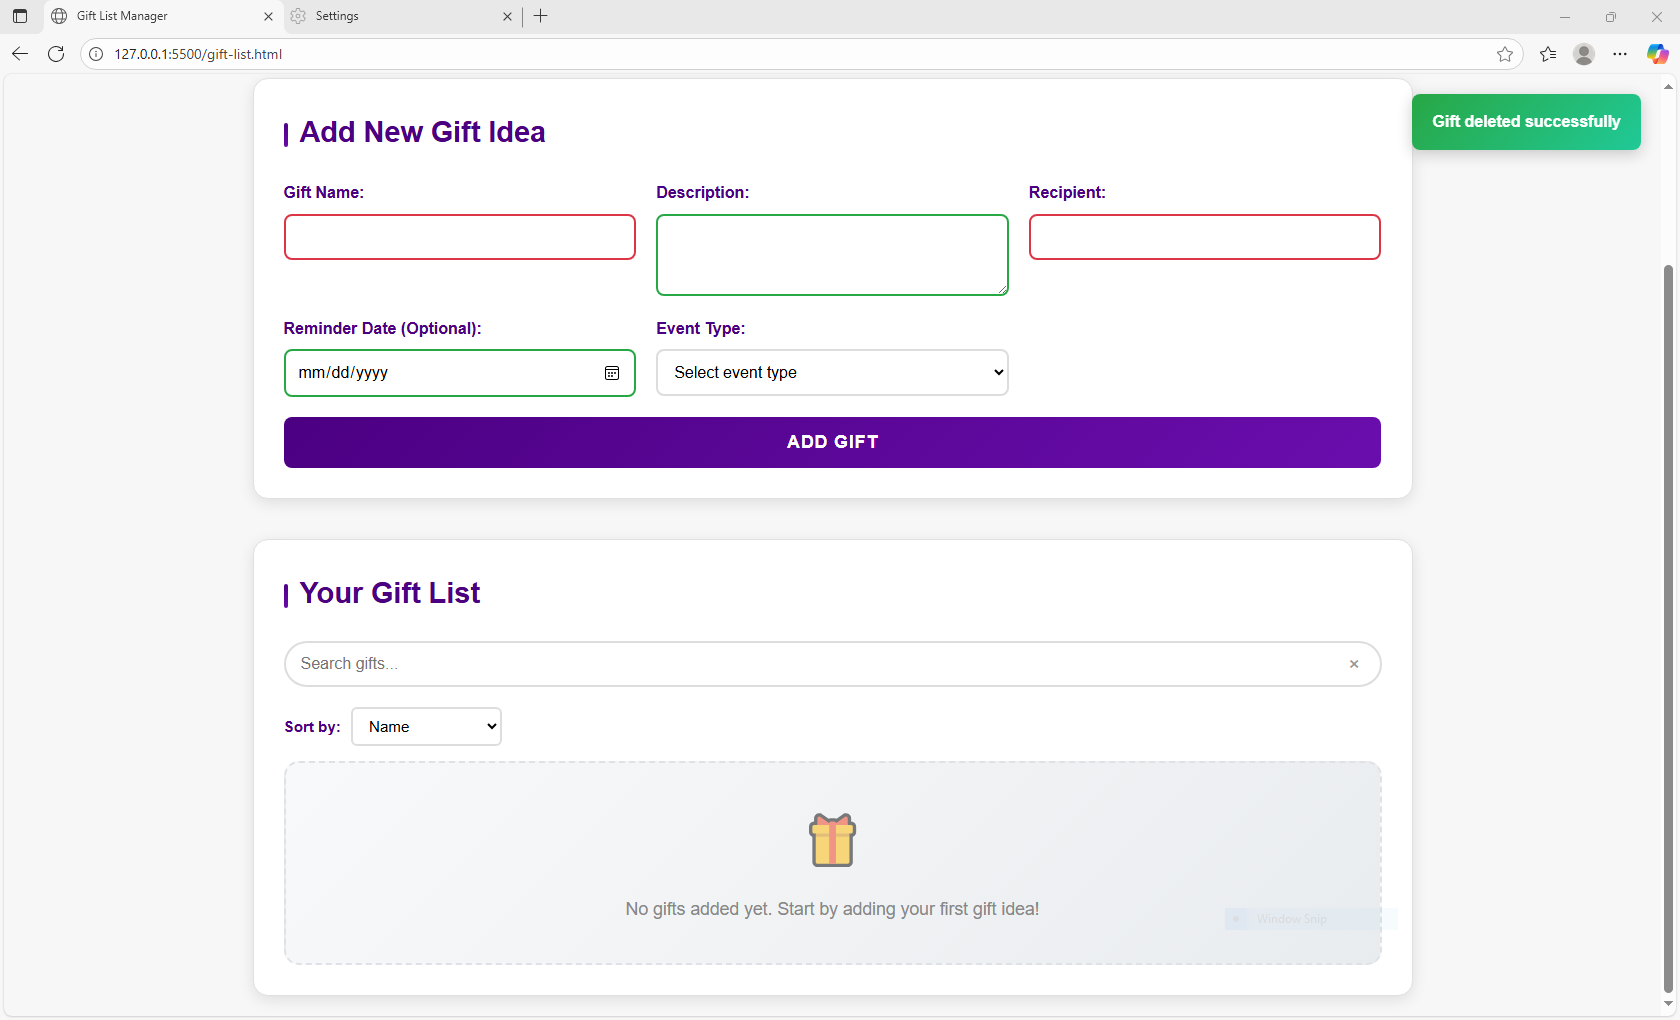 Gift List Manager
Settings
127.0.0.1:5500/gift-list.html
Gift deleted successfully
Add New Gift Idea
Gift Name:
Description:
Recipient:
Reminder Date (Optional):
Event Type:
mm/dd/yyyy
Select event type
ADD GIFT
Your Gift List
Search gifts...
Sort by:
Name
No gifts added yet. Start by adding your first gift idea!
Window Snip